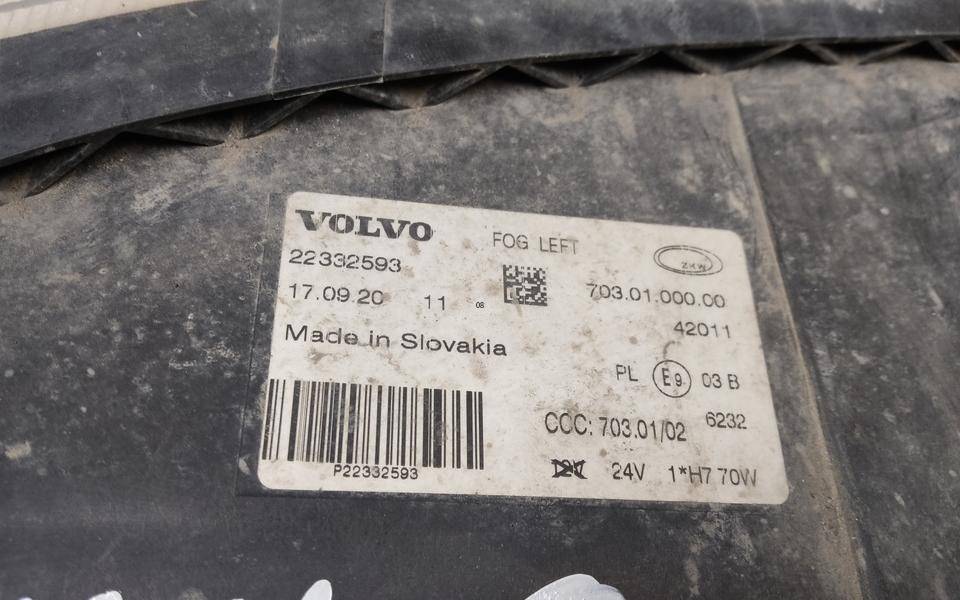 VOLVO
FOG LEFT
ZKW
22332593
703.01.000.00
17.09.20 11 08
42011
Made in Slovakia
PL E9 03 B
CCC: 703.01/02 6232
P22332593
12V 24V 1*H7 70W